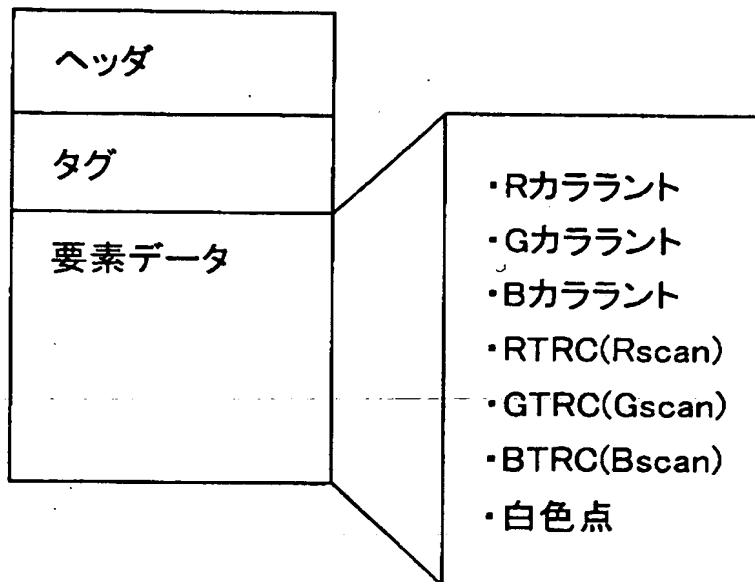 ヘッダ
タグ
要素データ
・Rカララント
・Gカララント
・Bカララント
・RTRC(Rscan)
・GTRC(Gscan)
・BTRC(Bscan)
・白色点